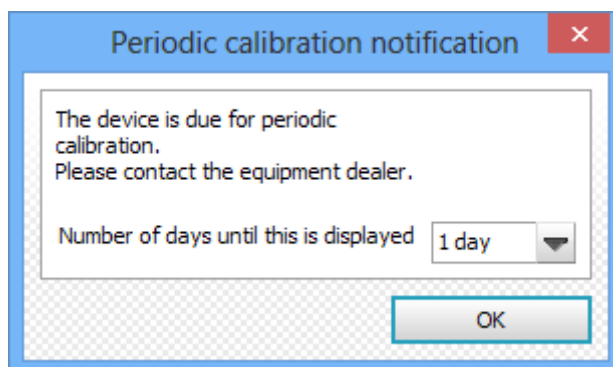 Periodic calibration notification
The device is due for periodic
calibration.
Please contact the equipment dealer.
Number of days until this is displayed 1 day
OK